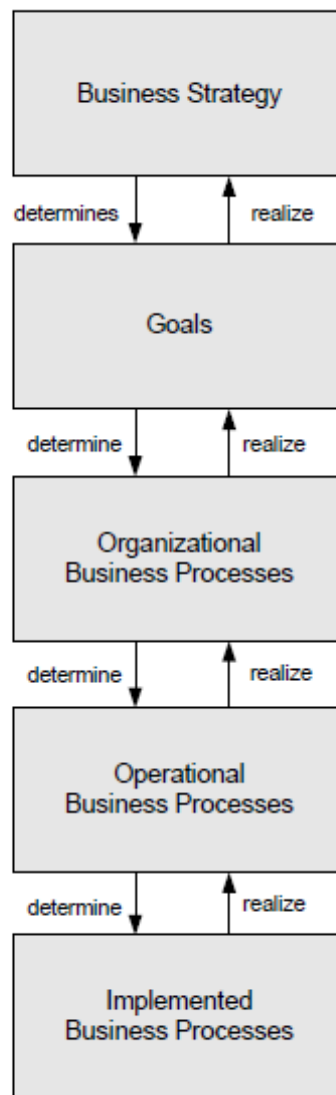 Business Strategy
determines realize
Goals
determine realize
Organizational
Business Processes
determine realize
Operational
Business Processes
determine realize
Implemented
Business Processes